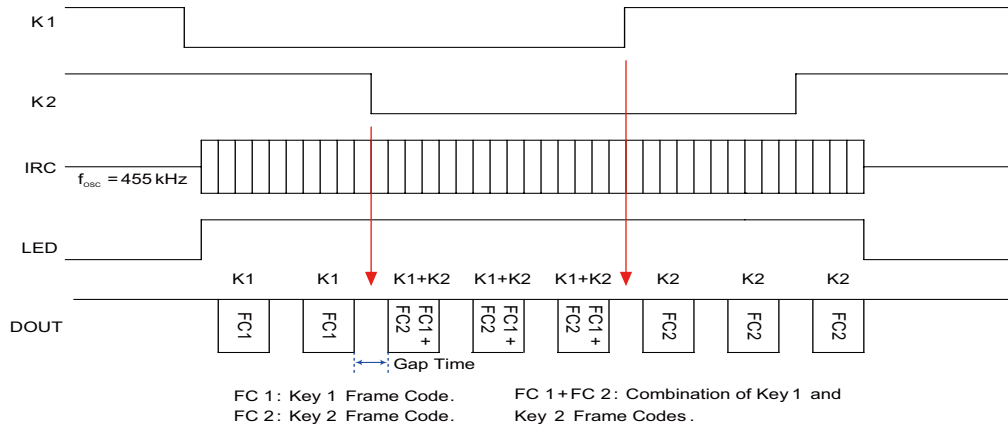 K1
K2
IRC
fosc = 455 kHz
LED
K1 K1 K1+K2 K1+K2 K1+K2 K2 K2 K2
DOUT
FC1 FC1 FC1 + FC2 FC1 + FC2 FC1 + FC2 FC2 FC2 FC2
Gap Time
FC 1: Key 1 Frame Code.
FC 2: Key 2 Frame Code.
FC 1+FC 2: Combination of Key 1 and
Key 2 Frame Codes.